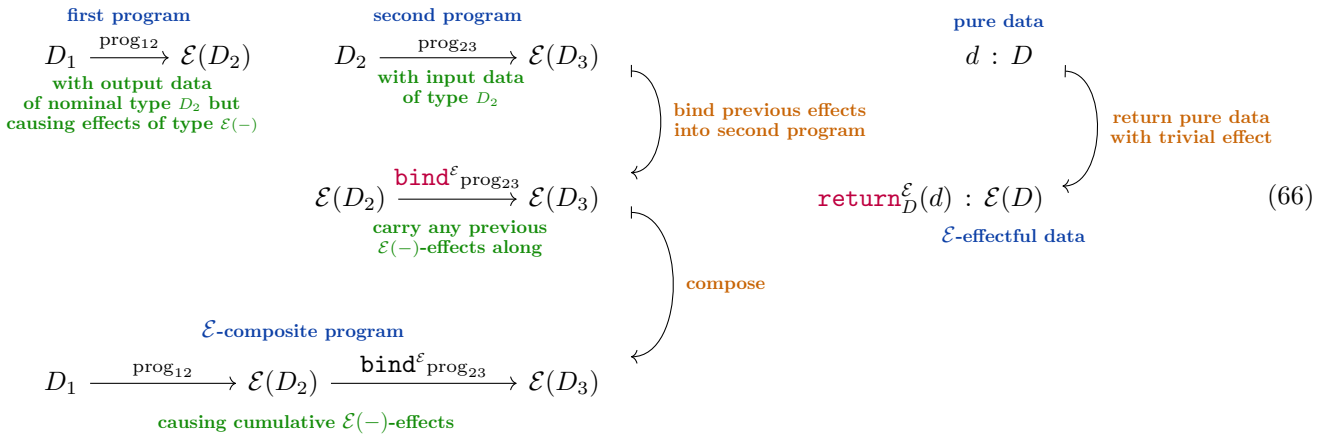 first program second program pure data
D₁ —prog₁₂→ ℰ(D₂) D₂ —prog₂₃→ ℰ(D₃) d : D
with output data
of nominal type D₂ but
causing effects of type ℰ(−)
with input data
of type D₂
bind previous effects
into second program
return pure data
with trivial effect
ℰ(D₂) —bind^ℰ prog₂₃→ ℰ(D₃) return^ℰ_D(d) : ℰ(D) (66)
carry any previous
ℰ(−)-effects along
ℰ-effectful data
compose
ℰ-composite program
D₁ —prog₁₂→ ℰ(D₂) —bind^ℰ prog₂₃→ ℰ(D₃)
causing cumulative ℰ(−)-effects